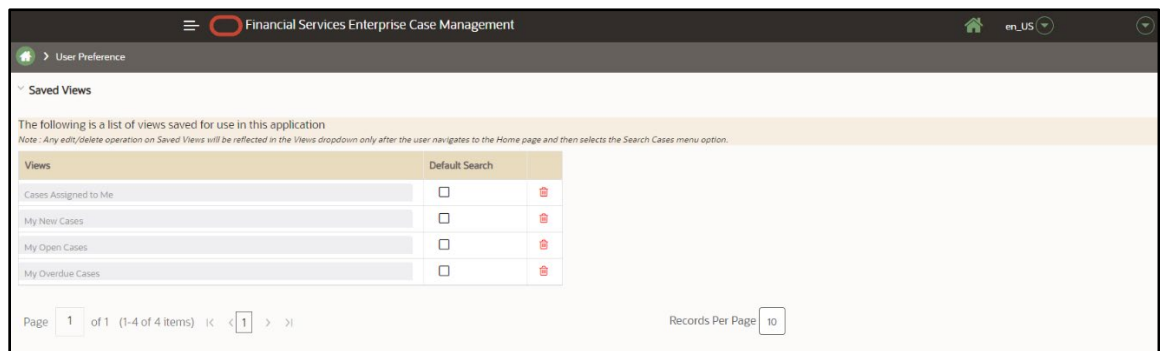 Financial Services Enterprise Case Management en_US
> User Preference
Saved Views
The following is a list of views saved for use in this application
Note : Any edit/delete operation on Saved Views will be reflected in the Views dropdown only after the user navigates to the Home page and then selects the Search Cases menu option.
Views Default Search
Cases Assigned to Me
My New Cases
My Open Cases
My Overdue Cases
Page 1 of 1 (1-4 of 4 items) |< < 1 > >| Records Per Page 10